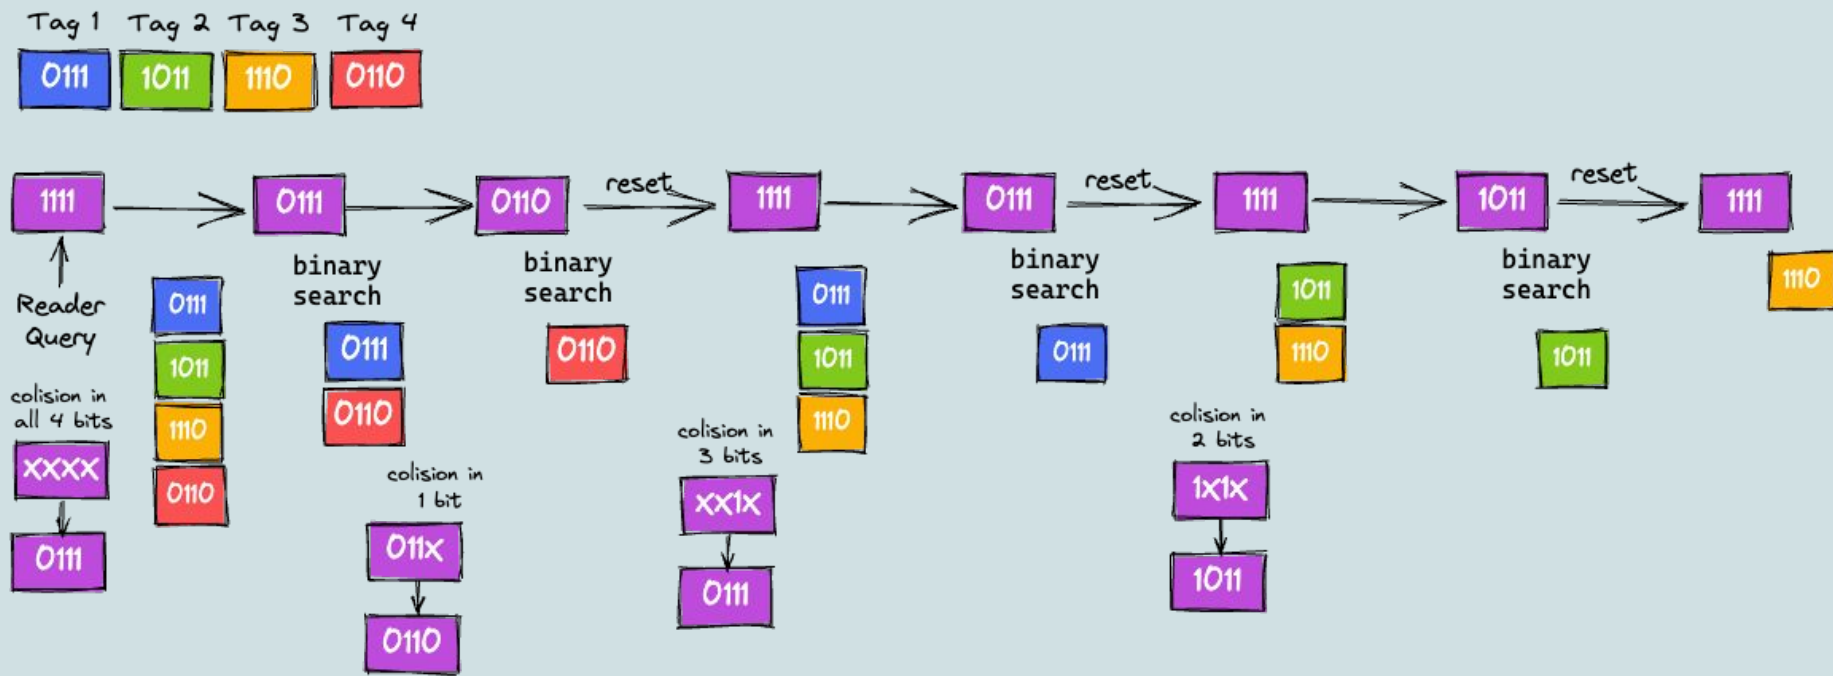 Tag 1 Tag 2 Tag 3 Tag 4
0111 1011 1110 0110
1111
Reader
Query
colision in
all 4 bits
XXXX
0111
0111
1011
1110
0110
0111
binary
search
0111
0110
colision in
1 bit
011X
0110
0110
binary
search
0110
reset
1111
0111
1011
1110
colision in
3 bits
XX1X
0111
0111
binary
search
0111
reset
1111
1011
1110
colision in
2 bits
1X1X
1011
1011
binary
search
1011
reset
1111
1110